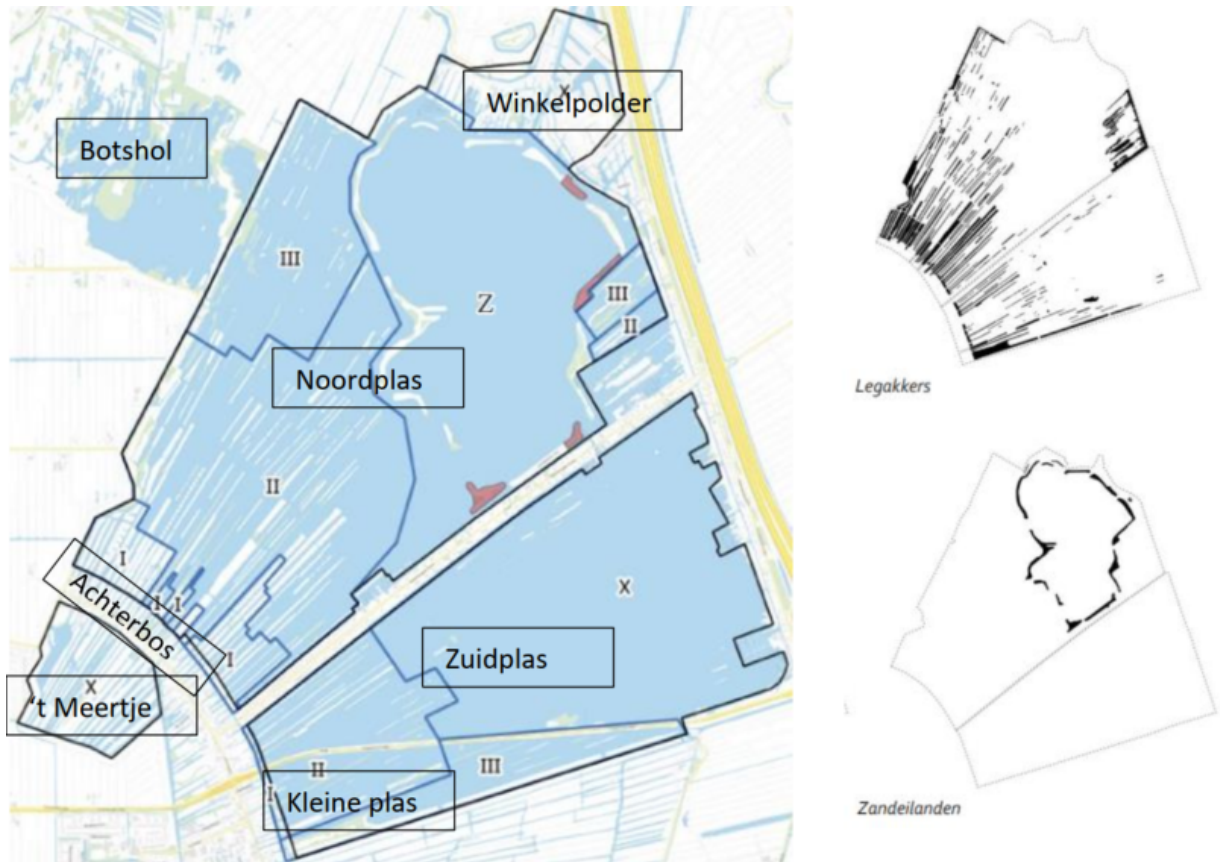 Winkelpolder
X
Botshol
III
Z
III
II
Noordplas
II
I
Achterbos
I
I
I
X
Zuidplas
X
't Meertje
II
III
I
Kleine plas
Legakkers
Zandeilanden